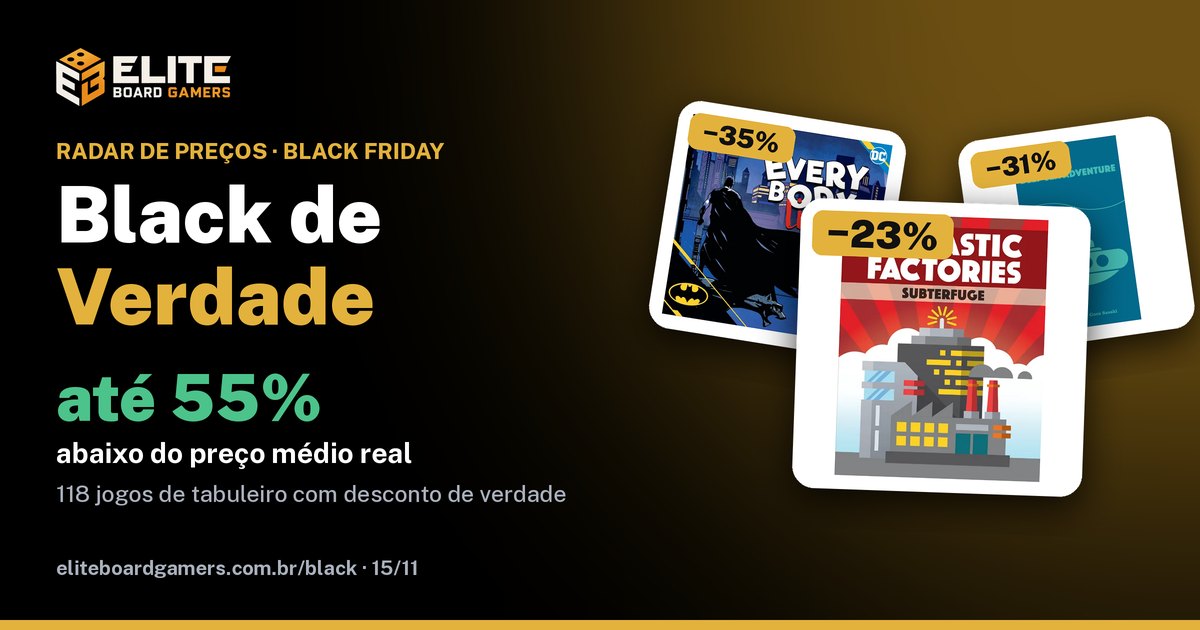 ELITE
BOARD GAMERS
RADAR DE PREÇOS · BLACK FRIDAY
Black de
Verdade
até 55%
abaixo do preço médio real
118 jogos de tabuleiro com desconto de verdade
eliteboardgamers.com.br/black · 15/11
-35%
DC
EVERY
BODY
-31%
ADVENTURE
-23%
ASTIC
FACTORIES
SUBTERFUGE